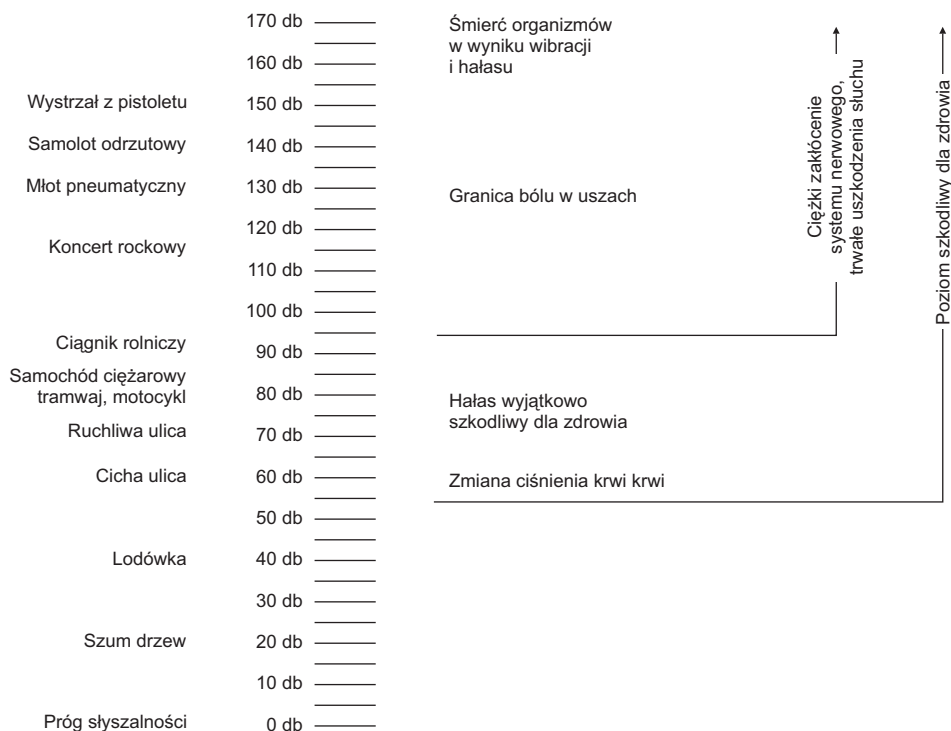 170 db
Śmierć organizmów
w wyniku wibracji
i hałasu
160 db
Wystrzał z pistoletu
150 db
Samolot odrzutowy
140 db
Młot pneumatyczny
130 db
Granica bólu w uszach
120 db
Koncert rockowy
110 db
100 db
Ciężki zakłócenie
systemu nerwowego,
trwałe uszkodzenia słuchu
Poziom szkodliwy dla zdrowia
Ciągnik rolniczy
90 db
Samochód ciężarowy
tramwaj, motocykl
80 db
Hałas wyjątkowo
szkodliwy dla zdrowia
Ruchliwa ulica
70 db
Cicha ulica
60 db
Zmiana ciśnienia krwi krwi
50 db
Lodówka
40 db
30 db
Szum drzew
20 db
10 db
Próg słyszalności
0 db